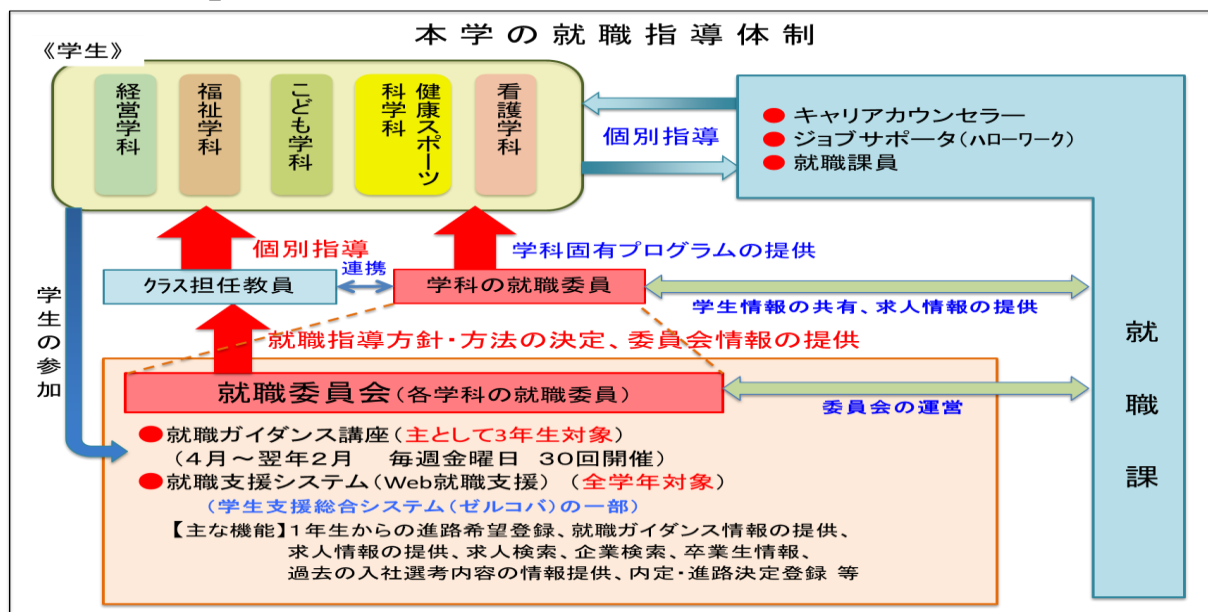 本学の就職指導体制
《学生》
経営学科
福祉学科
こども学科
健康スポーツ
科学科
看護学科
個別指導
●キャリアカウンセラー
●ジョブサポータ(ハローワーク)
●就職課員
個別指導
学科固有プログラムの提供
クラス担任教員
連携
学科の就職委員
学生情報の共有、求人情報の提供
学生の参加
就職指導方針・方法の決定、委員会情報の提供
就職委員会(各学科の就職委員)
委員会の運営
就職課
●就職ガイダンス講座(主として3年生対象)
(4月~翌年2月 毎週金曜日 30回開催)
●就職支援システム(Web就職支援)(全学年対象)
(学生支援総合システム(ゼルコバ)の一部)
【主な機能】1年生からの進路希望登録、就職ガイダンス情報の提供、
求人情報の提供、求人検索、企業検索、卒業生情報、
過去の入社選考内容の情報提供、内定・進路決定登録 等